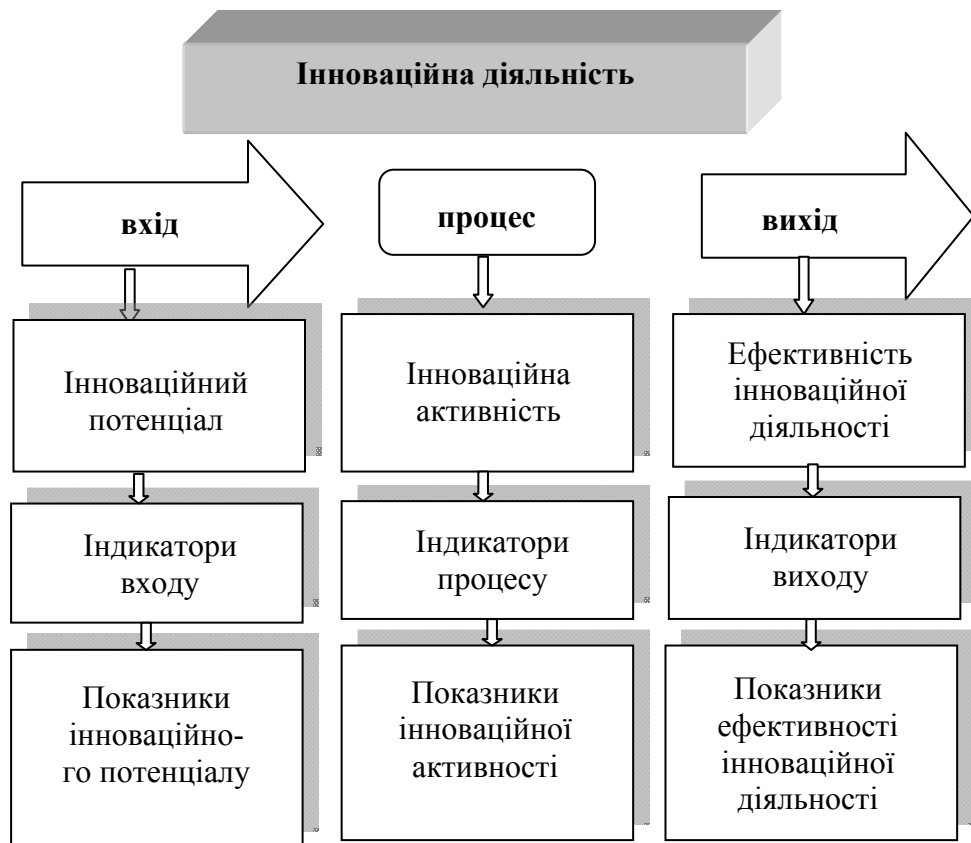 Інноваційна діяльність
вхід
процес
вихід
Інноваційний
потенціал
Інноваційна
активність
Ефективність
інноваційної
діяльності
Індикатори
входу
Індикатори
процесу
Індикатори
виходу
Показники
інноваційно-
го потенціалу
Показники
інноваційної
активності
Показники
ефективності
інноваційної
діяльності